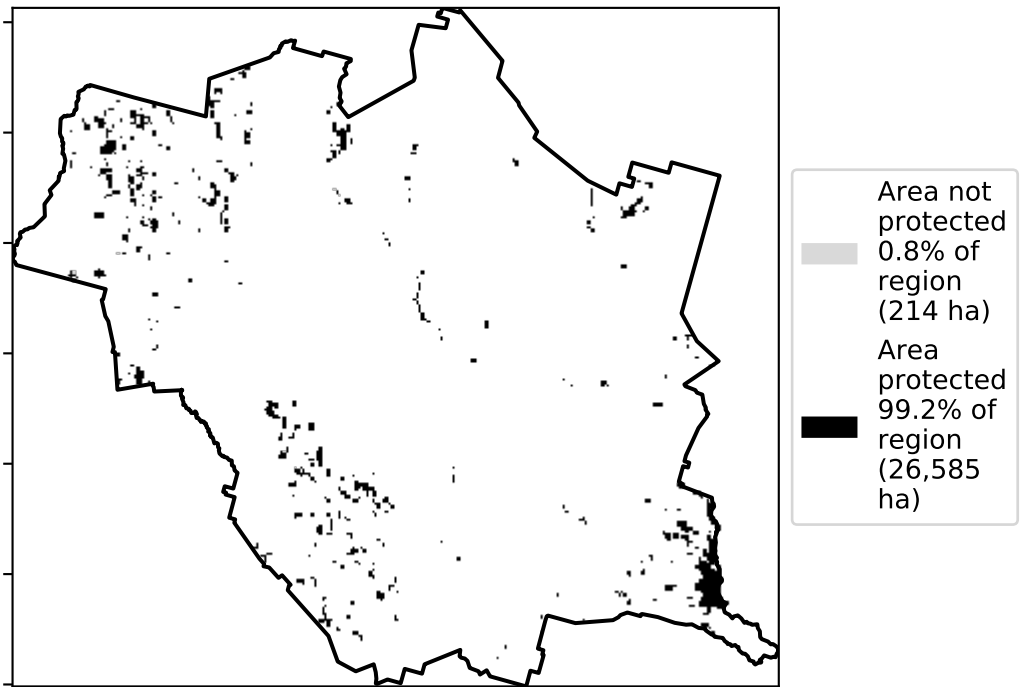 Area not
protected
0.8% of
region
(214 ha)
Area
protected
99.2% of
region
(26,585
ha)